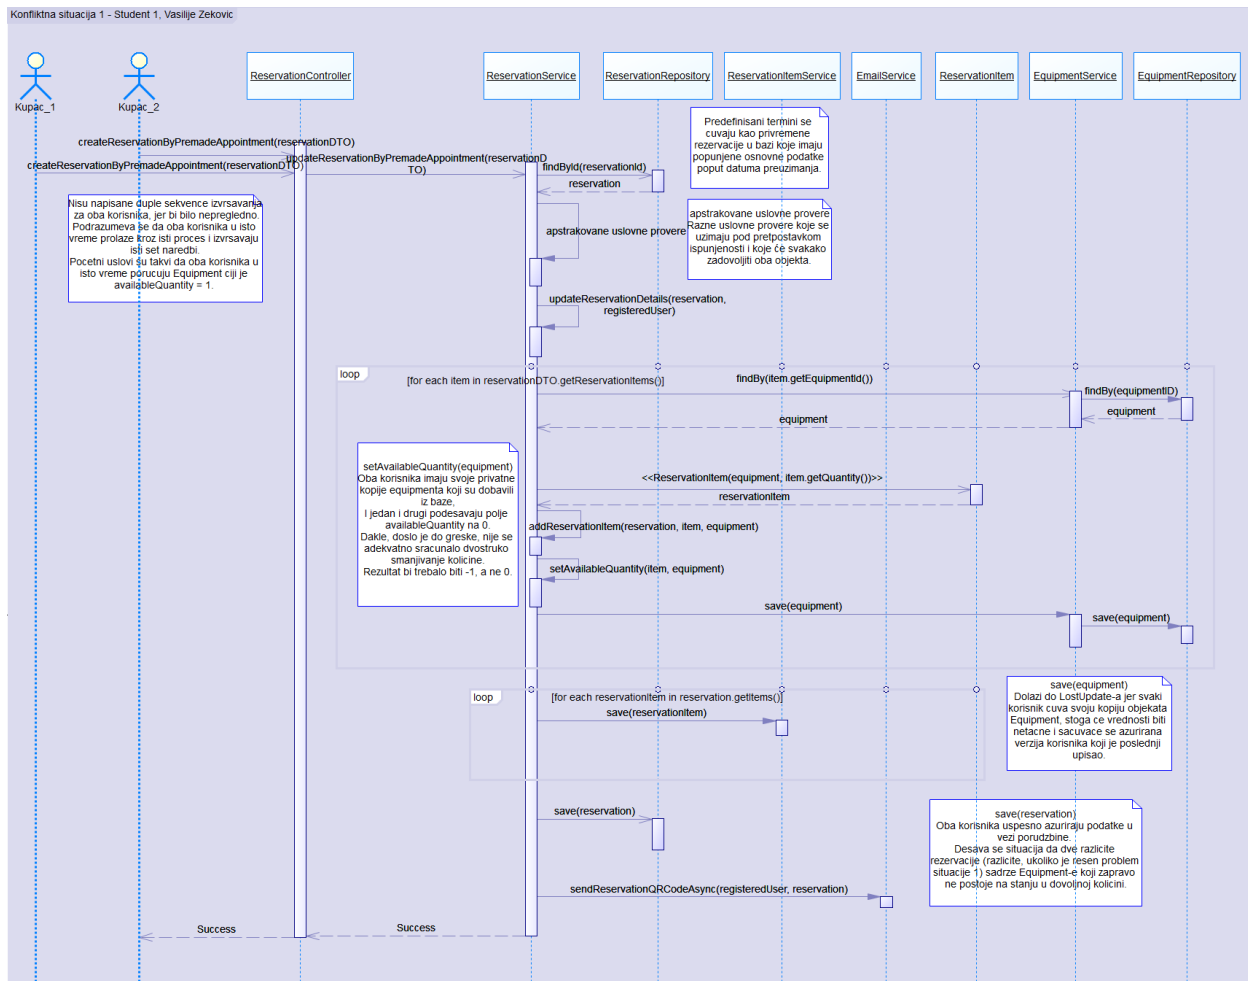 Konfliktna situacija 1 - Student 1, Vasilije Zekovic
Kupac_1
Kupac_2
ReservationController
ReservationService
ReservationRepository
ReservationItemService
EmailService
ReservationItem
EquipmentService
EquipmentRepository
Predefinisani termini se
cuvaju kao privremene
rezervacije u bazi koje imaju
popunjene osnovne podatke
poput datuma preuzimanja.
createReservationByPremadeAppointment(reservationDTO)
createReservationByPremadeAppointment(reservationDTO)
updateReservationByPremadeAppointment(reservationD
TO)
findById(reservationId)
reservation
Nisu napisane duple sekvence izvrsavanja
za oba korisnika, jer bi bilo nepregledno.
Podrazumeva se da oba korisnika u isto
vreme prolaze kroz isti proces i izvrsavaju
isti set naredbi.
Pocetni uslovi su takvi da oba korisnika u
isto vreme porucuju Equipment ciji je
availableQuantity = 1.
apstrakovane uslovne provere
apstrakovane uslovne provere
Razne uslovne provere koje se
uzimaju pod pretpostavkom
ispunjenosti i koje će svakako
zadovoljiti oba objekta.
updateReservationDetails(reservation,
registeredUser)
loop
[for each item in reservationDTO.getReservationItems()]
findBy(item.getEquipmentId())
findBy(equipmentID)
equipment
equipment
setAvailableQuantity(equipment)
Oba korisnika imaju svoje privatne
kopije equipmenta koji su dobavili
iz baze,
I jedan i drugi podesavaju polje
availableQuantity na 0.
Dakle, doslo je do greske, nije se
adekvatno sracunalo dvostruko
smanjivanje kolicine.
Rezultat bi trebalo biti -1, a ne 0.
<<ReservationItem(equipment, item.getQuantity())>>
reservationItem
addReservationItem(reservation, item, equipment)
setAvailableQuantity(item, equipment)
save(equipment)
save(equipment)
loop
[for each reservationItem in reservation.getItems()]
save(reservationItem)
save(equipment)
Dolazi do LostUpdate-a jer svaki
korisnik cuva svoju kopiju objekata
Equipment, stoga ce vrednosti biti
netacne i sacuvace se azurirana
verzija korisnika koji je poslednji
upisao.
save(reservation)
save(reservation)
Oba korisnika uspesno azuriraju podatke u
vezi porudzbine.
Desava se situacija da dve razlicite
rezervacije (razlicite, ukoliko je resen problem
situacije 1) sadrze Equipment-e koji zapravo
ne postoje na stanju u dovoljnoj kolicini.
sendReservationQRCodeAsync(registeredUser, reservation)
Success
Success